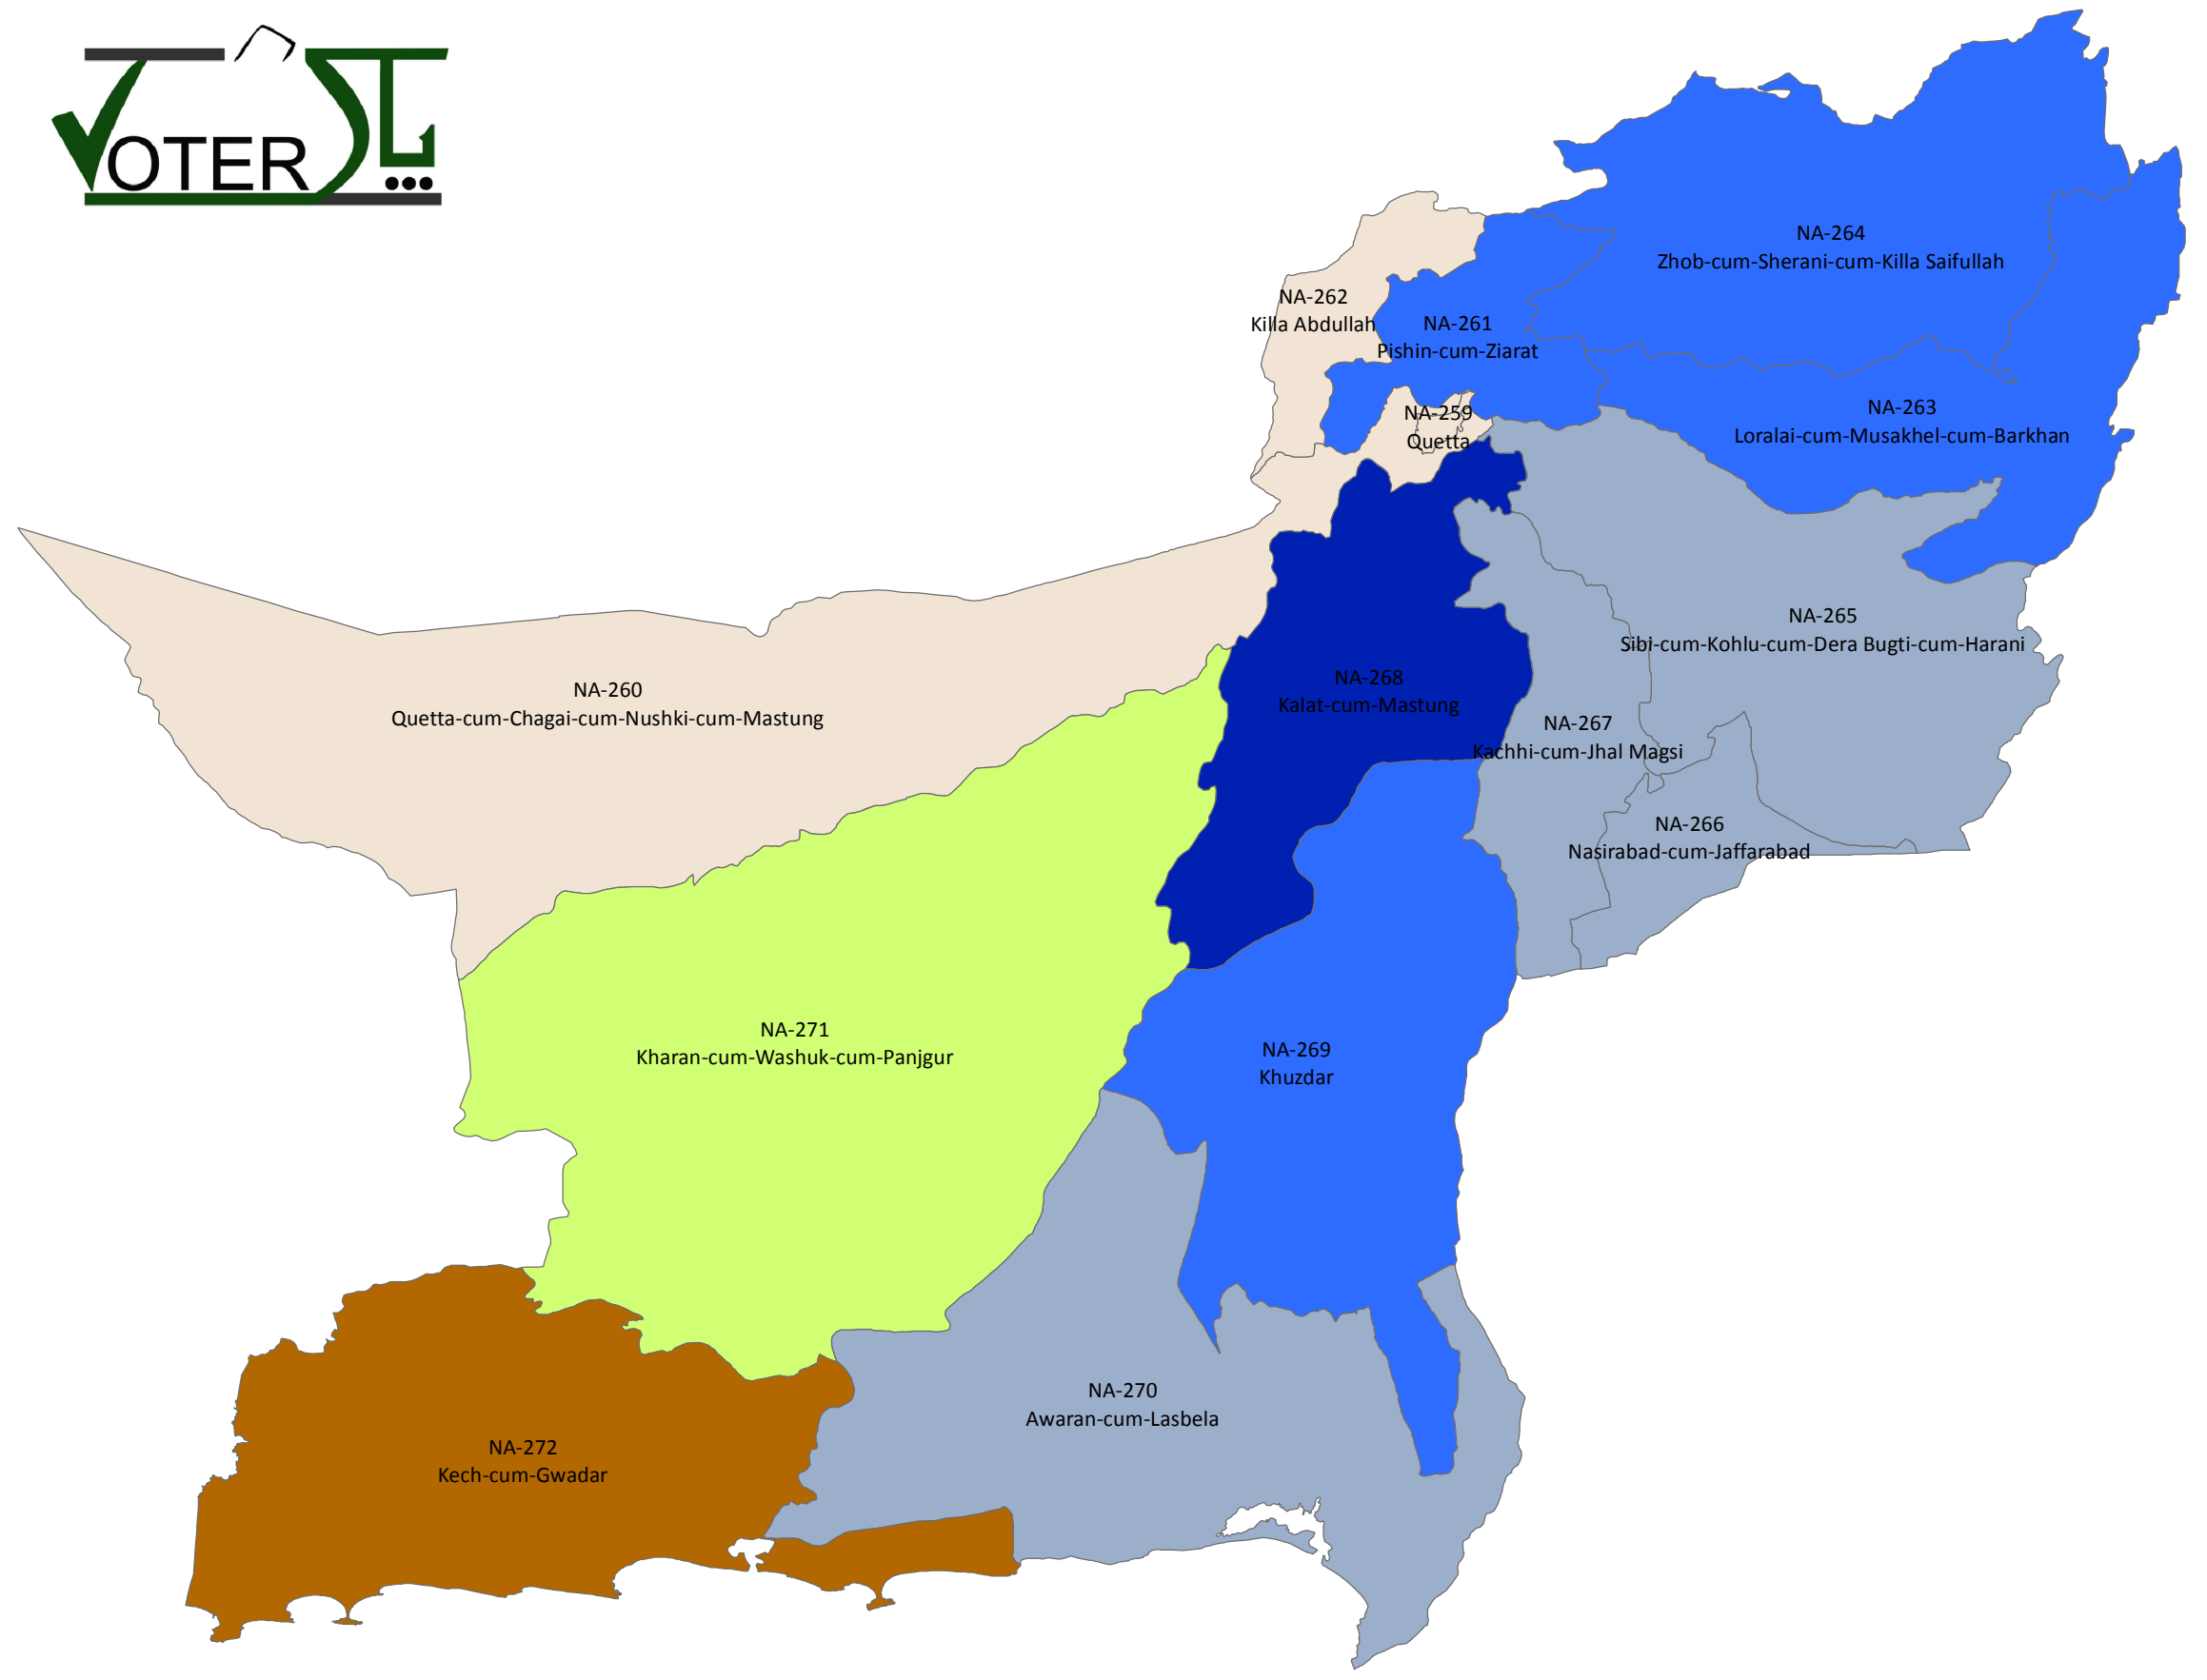 VOTER پاک...
NA-264
Zhob-cum-Sherani-cum-Killa Saifullah
NA-262
Killa Abdullah
NA-261
Pishin-cum-Ziarat
NA-259
Quetta
NA-263
Loralai-cum-Musakhel-cum-Barkhan
NA-265
Sibi-cum-Kohlu-cum-Dera Bugti-cum-Harani
NA-260
Quetta-cum-Chagai-cum-Nushki-cum-Mastung
NA-268
Kalat-cum-Mastung
NA-267
Kachhi-cum-Jhal Magsi
NA-266
Nasirabad-cum-Jaffarabad
NA-271
Kharan-cum-Washuk-cum-Panjgur
NA-269
Khuzdar
NA-270
Awaran-cum-Lasbela
NA-272
Kech-cum-Gwadar